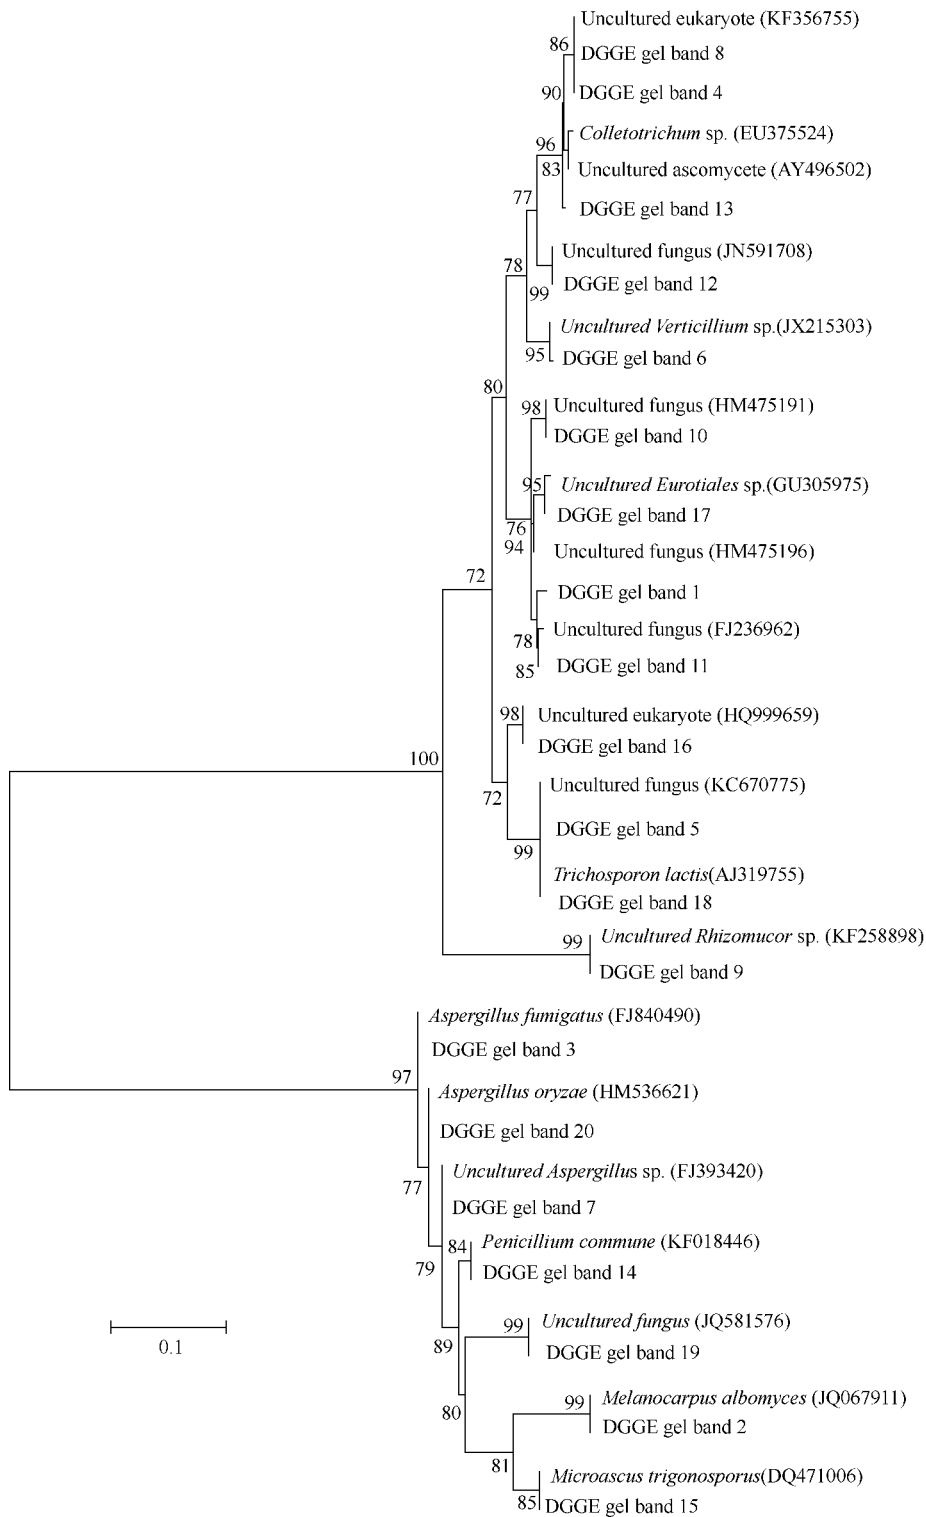 Uncultured eukaryote (KF356755)
86
DGGE gel band 8
90
DGGE gel band 4
Colletotrichum sp. (EU375524)
96
83
Uncultured ascomycete (AY496502)
77
DGGE gel band 13
Uncultured fungus (JN591708)
78
DGGE gel band 12
99
Uncultured Verticillium sp.(JX215303)
95
DGGE gel band 6
80
98
Uncultured fungus (HM475191)
DGGE gel band 10
95
Uncultured Eurotiales sp.(GU305975)
DGGE gel band 17
76
94
Uncultured fungus (HM475196)
72
DGGE gel band 1
Uncultured fungus (FJ236962)
78
DGGE gel band 11
85
98
Uncultured eukaryote (HQ999659)
DGGE gel band 16
100
Uncultured fungus (KC670775)
72
DGGE gel band 5
99
Trichosporon lactis(AJ319755)
DGGE gel band 18
99
Uncultured Rhizomucor sp. (KF258898)
DGGE gel band 9
Aspergillus fumigatus (FJ840490)
DGGE gel band 3
97
Aspergillus oryzae (HM536621)
DGGE gel band 20
Uncultured Aspergillus sp. (FJ393420)
77
DGGE gel band 7
84
Penicillium commune (KF018446)
79
DGGE gel band 14
99
Uncultured fungus (JQ581576)
0.1
89
DGGE gel band 19
99
Melanocarpus albomyces (JQ067911)
80
DGGE gel band 2
81
Microascus trigonosporus(DQ471006)
85
DGGE gel band 15